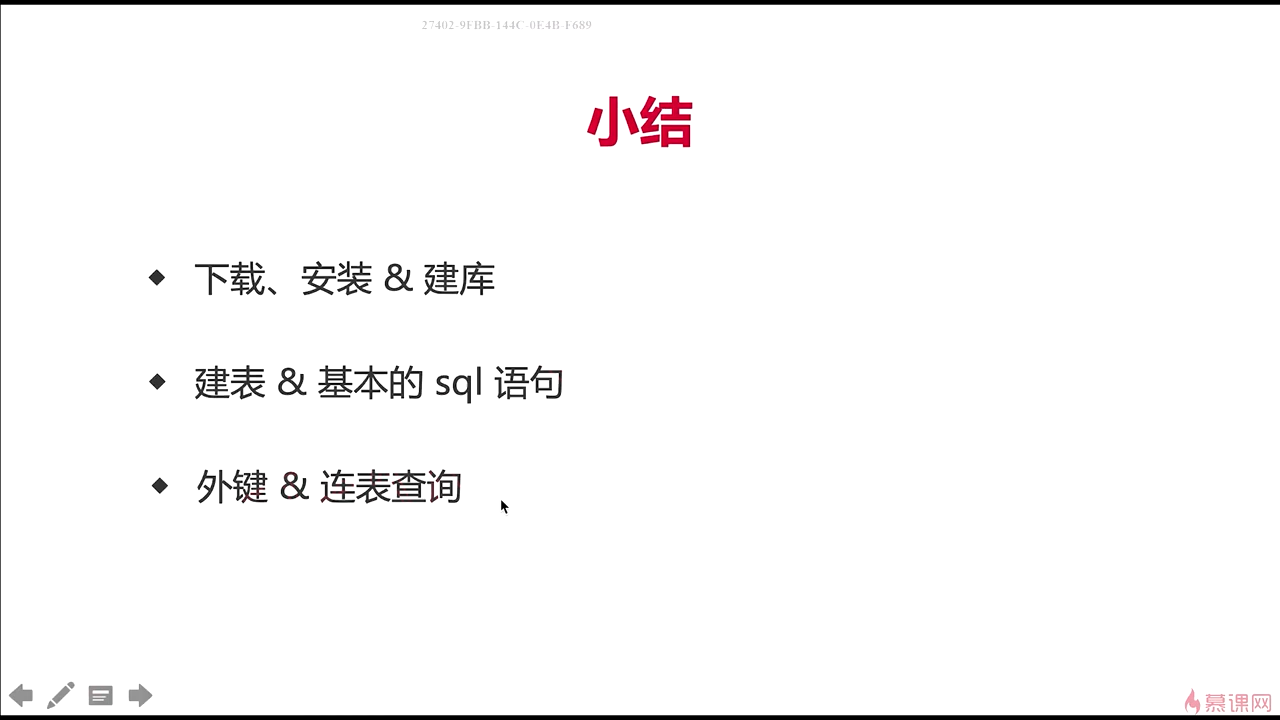 27402-9FBB-144C-0E4B-F689
小结
下载、安装 & 建库
建表 & 基本的 sql 语句
外键 & 连表查询
慕课网